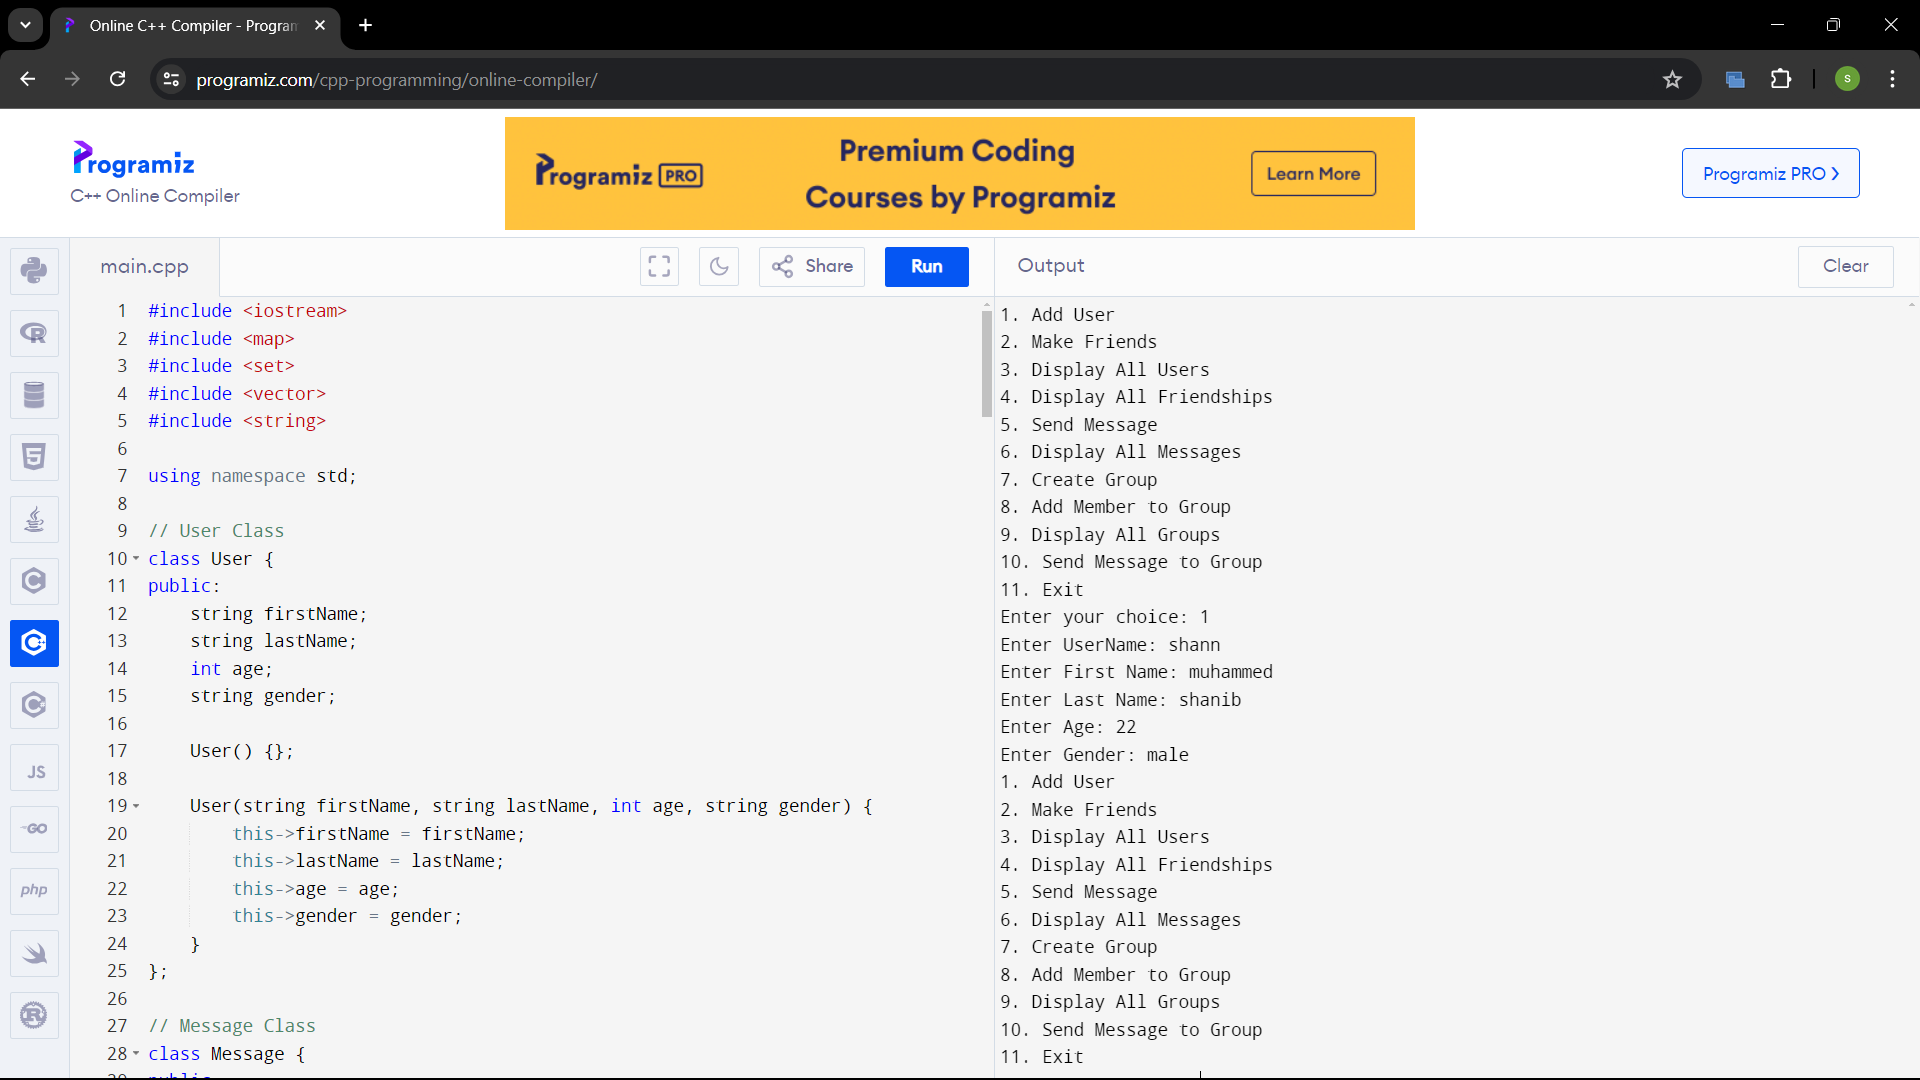 Online C++ Compiler - Program
programiz.com/cpp-programming/online-compiler/
S
Programiz
C++ Online Compiler
Programiz PRO
Premium Coding
Courses by Programiz
Learn More
Programiz PRO >
main.cpp
Share
Run
Output
Clear
1 #include <iostream>
2 #include <map>
3 #include <set>
4 #include <vector>
5 #include <string>
6
7 using namespace std;
8
9 // User Class
10 class User {
11 public:
12 string firstName;
13 string lastName;
14 int age;
15 string gender;
16
17 User() {};
18
19 User(string firstName, string lastName, int age, string gender) {
20 this->firstName = firstName;
21 this->lastName = lastName;
22 this->age = age;
23 this->gender = gender;
24 }
25 };
26
27 // Message Class
28 class Message {
JS
GO
php
1. Add User
2. Make Friends
3. Display All Users
4. Display All Friendships
5. Send Message
6. Display All Messages
7. Create Group
8. Add Member to Group
9. Display All Groups
10. Send Message to Group
11. Exit
Enter your choice: 1
Enter UserName: shann
Enter First Name: muhammed
Enter Last Name: shanib
Enter Age: 22
Enter Gender: male
1. Add User
2. Make Friends
3. Display All Users
4. Display All Friendships
5. Send Message
6. Display All Messages
7. Create Group
8. Add Member to Group
9. Display All Groups
10. Send Message to Group
11. Exit